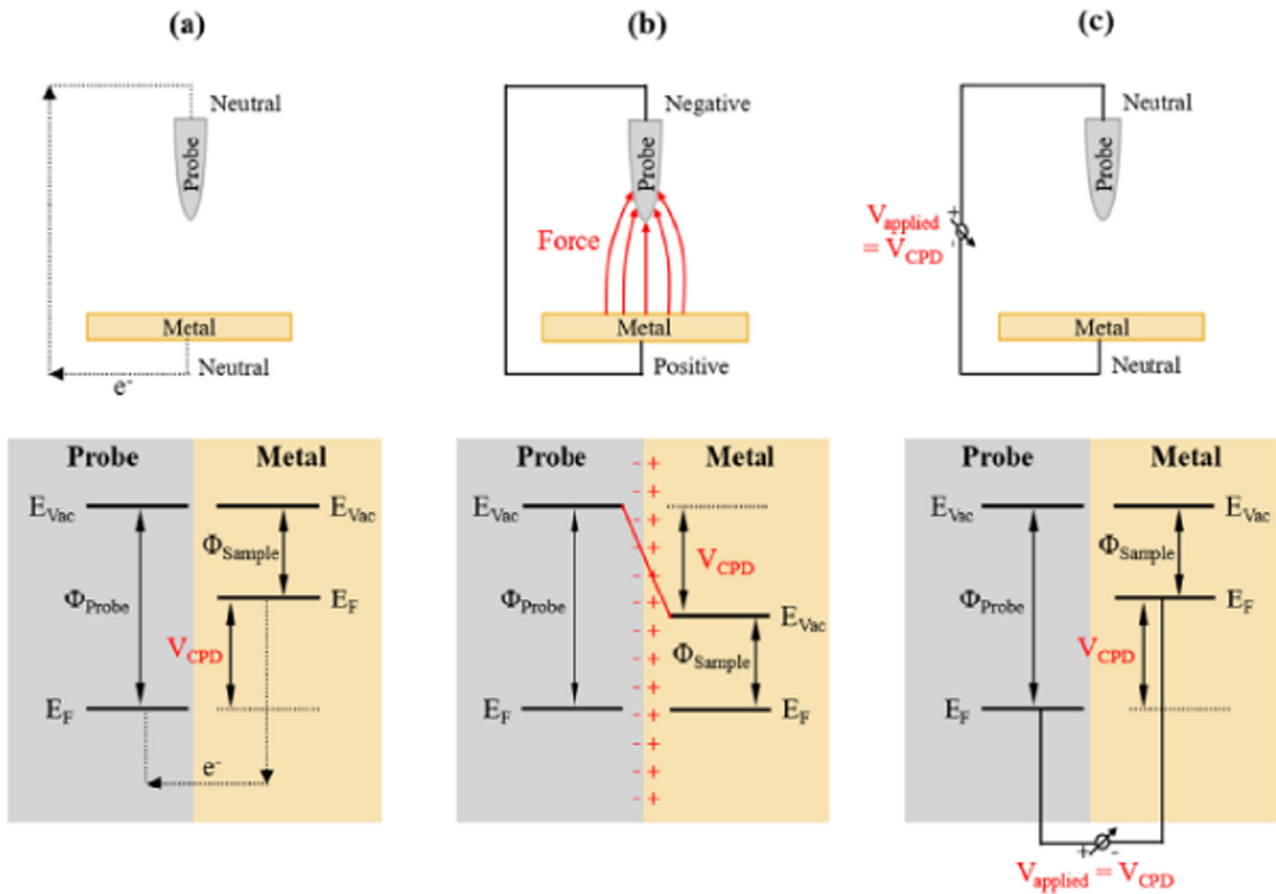 (a)
Neutral
Probe
Metal
Neutral
e⁻
(b)
Negative
Probe
Force
Metal
Positive
(c)
Neutral
Probe
V_applied
= V_CPD
+
-
Metal
Neutral
Probe Metal
E_Vac E_Vac
Φ_Sample
Φ_Probe
E_F
V_CPD
E_F
e⁻
Probe Metal
- +
- +
- +
- +
- +
- +
- +
- +
- +
- +
- +
- +
- +
E_Vac
V_CPD
Φ_Probe
E_Vac
Φ_Sample
E_F E_F
Probe Metal
E_Vac E_Vac
Φ_Sample
Φ_Probe
E_F
V_CPD
E_F
+ -
V_applied = V_CPD